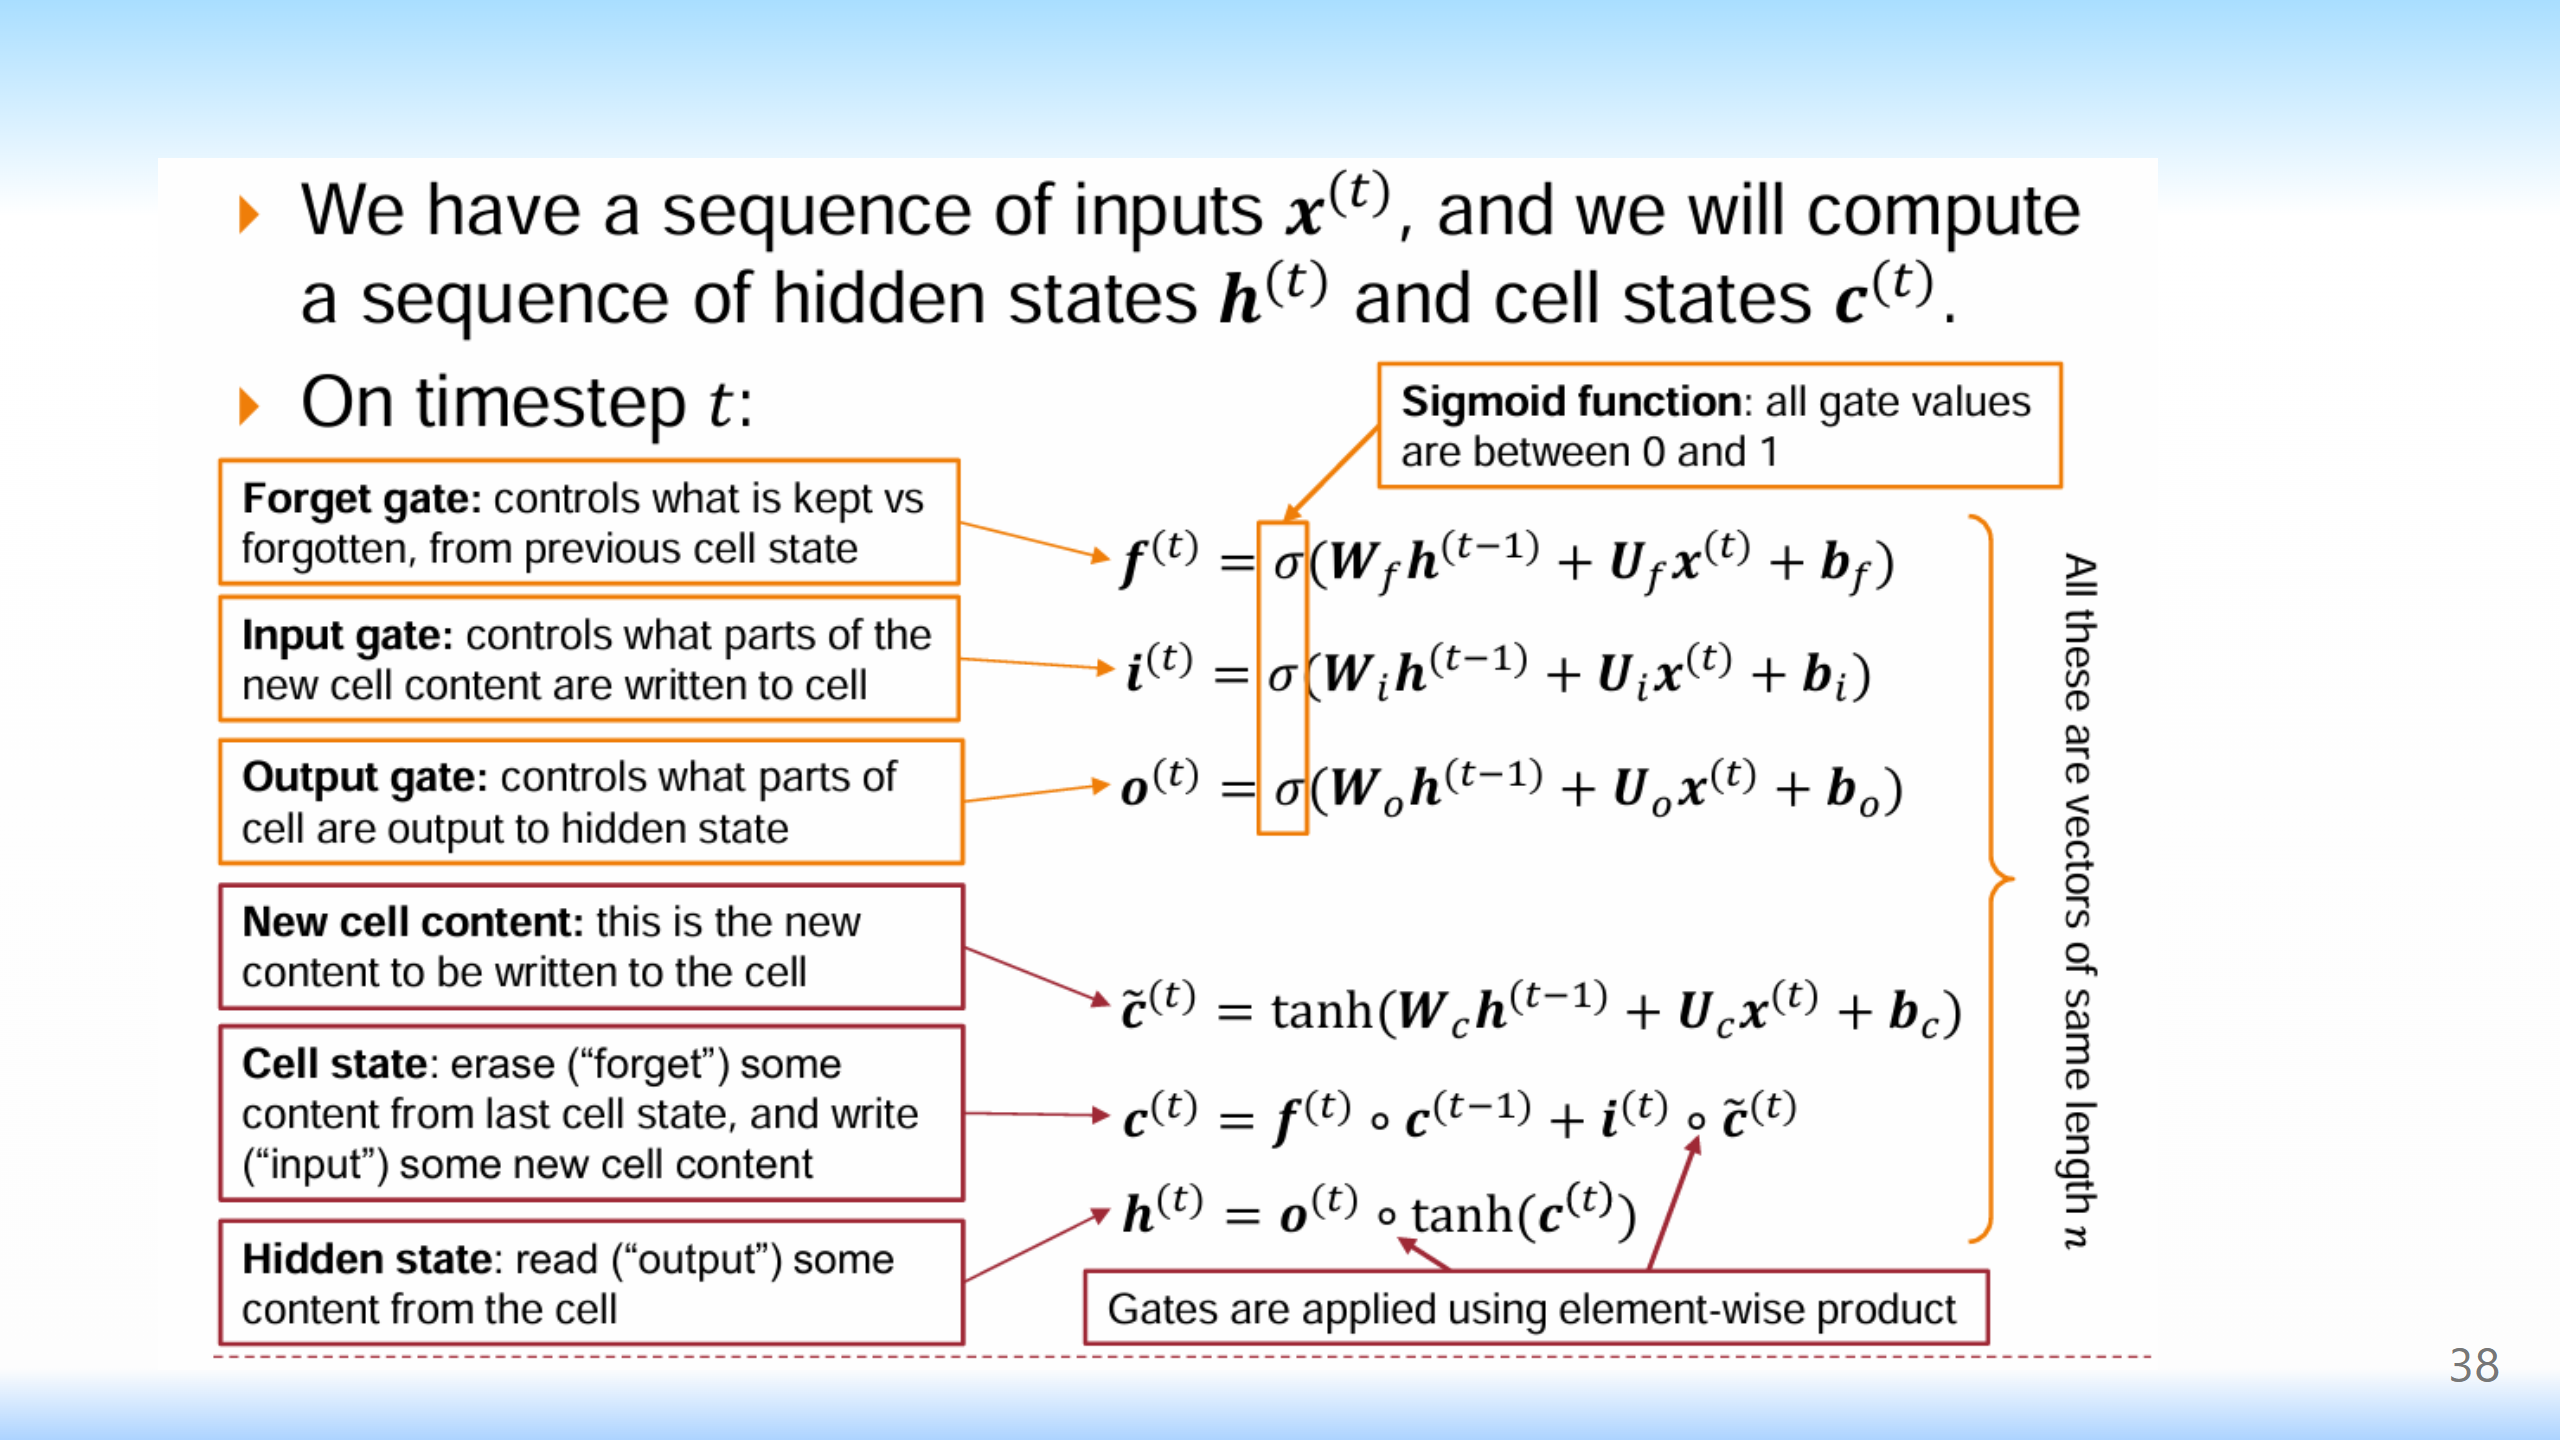 We have a sequence of inputs 𝒙⁽ᵗ⁾, and we will compute
a sequence of hidden states 𝒉⁽ᵗ⁾ and cell states 𝒄⁽ᵗ⁾.
On timestep 𝑡:
Sigmoid function: all gate values
are between 0 and 1
Forget gate: controls what is kept vs
forgotten, from previous cell state
𝒇⁽ᵗ⁾ = σ(𝑾_f 𝒉⁽ᵗ⁻¹⁾ + 𝑼_f 𝒙⁽ᵗ⁾ + 𝒃_f)
Input gate: controls what parts of the
new cell content are written to cell
𝒊⁽ᵗ⁾ = σ(𝑾_i 𝒉⁽ᵗ⁻¹⁾ + 𝑼_i 𝒙⁽ᵗ⁾ + 𝒃_i)
Output gate: controls what parts of
cell are output to hidden state
𝒐⁽ᵗ⁾ = σ(𝑾_o 𝒉⁽ᵗ⁻¹⁾ + 𝑼_o 𝒙⁽ᵗ⁾ + 𝒃_o)
New cell content: this is the new
content to be written to the cell
𝒄̃⁽ᵗ⁾ = tanh(𝑾_c 𝒉⁽ᵗ⁻¹⁾ + 𝑼_c 𝒙⁽ᵗ⁾ + 𝒃_c)
Cell state: erase (“forget”) some
content from last cell state, and write
(“input”) some new cell content
𝒄⁽ᵗ⁾ = 𝒇⁽ᵗ⁾ ∘ 𝒄⁽ᵗ⁻¹⁾ + 𝒊⁽ᵗ⁾ ∘ 𝒄̃⁽ᵗ⁾
Hidden state: read (“output”) some
content from the cell
𝒉⁽ᵗ⁾ = 𝒐⁽ᵗ⁾ ∘ tanh(𝒄⁽ᵗ⁾)
Gates are applied using element-wise product
All these are vectors of same length 𝒏
38